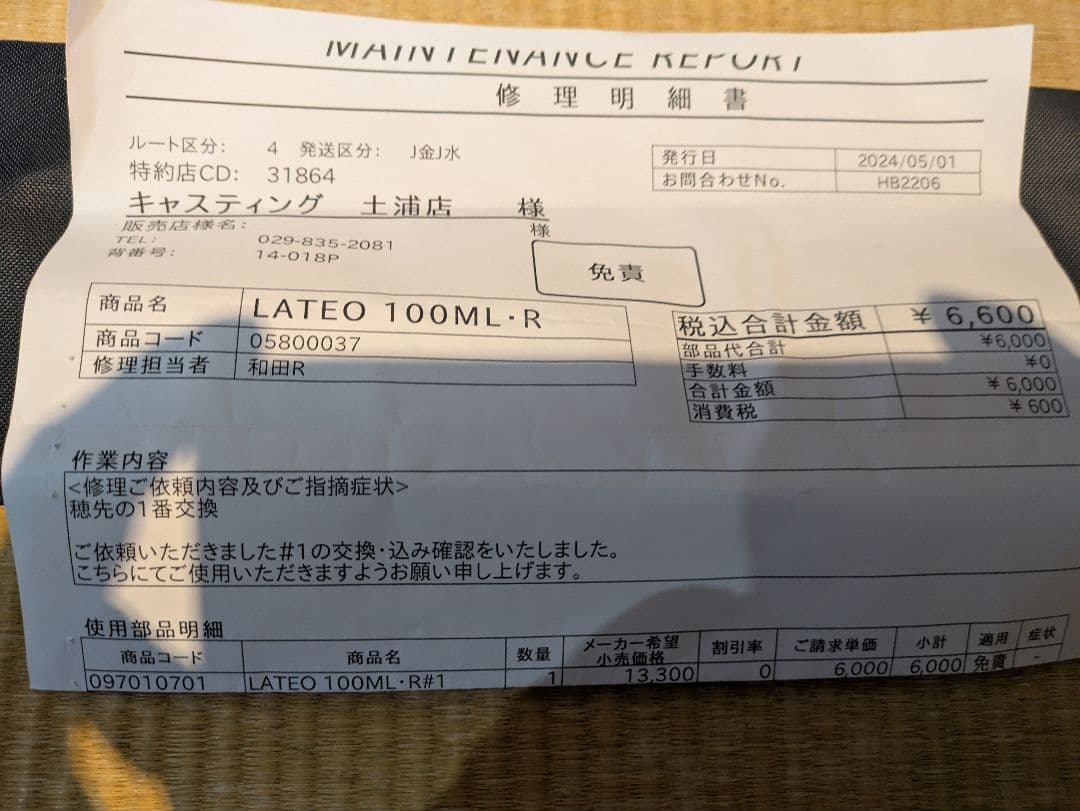 MAINTENANCE REPORT
修理明細書
ルート区分: 4 発送区分: J金J水
特約店CD: 31864
キャスティング 土浦店 様
販売店様名: 様
TEL: 029-835-2081
背番号: 14-018P
発行日 2024/05/01
お問合わせNo. HB2206
免責
商品名 LATEO 100ML・R
商品コード 05800037
修理担当者 和田R
税込合計金額 ¥6,600
部品代合計 ¥6,000
手数料 ¥0
合計金額 ¥6,000
消費税 ¥600
作業内容
<修理ご依頼内容及びご指摘症状>
穂先の1番交換
ご依頼いただきました#1の交換・込み確認をいたしました。
こちらにてご使用いただきますようお願い申し上げます。
使用部品明細
商品コード 商品名 数量 メーカー希望小売価格 割引率 ご請求単価 小計 適用 症状
097010701 LATEO 100ML・R#1 1 13,300 0 6,000 6,000 免責 -